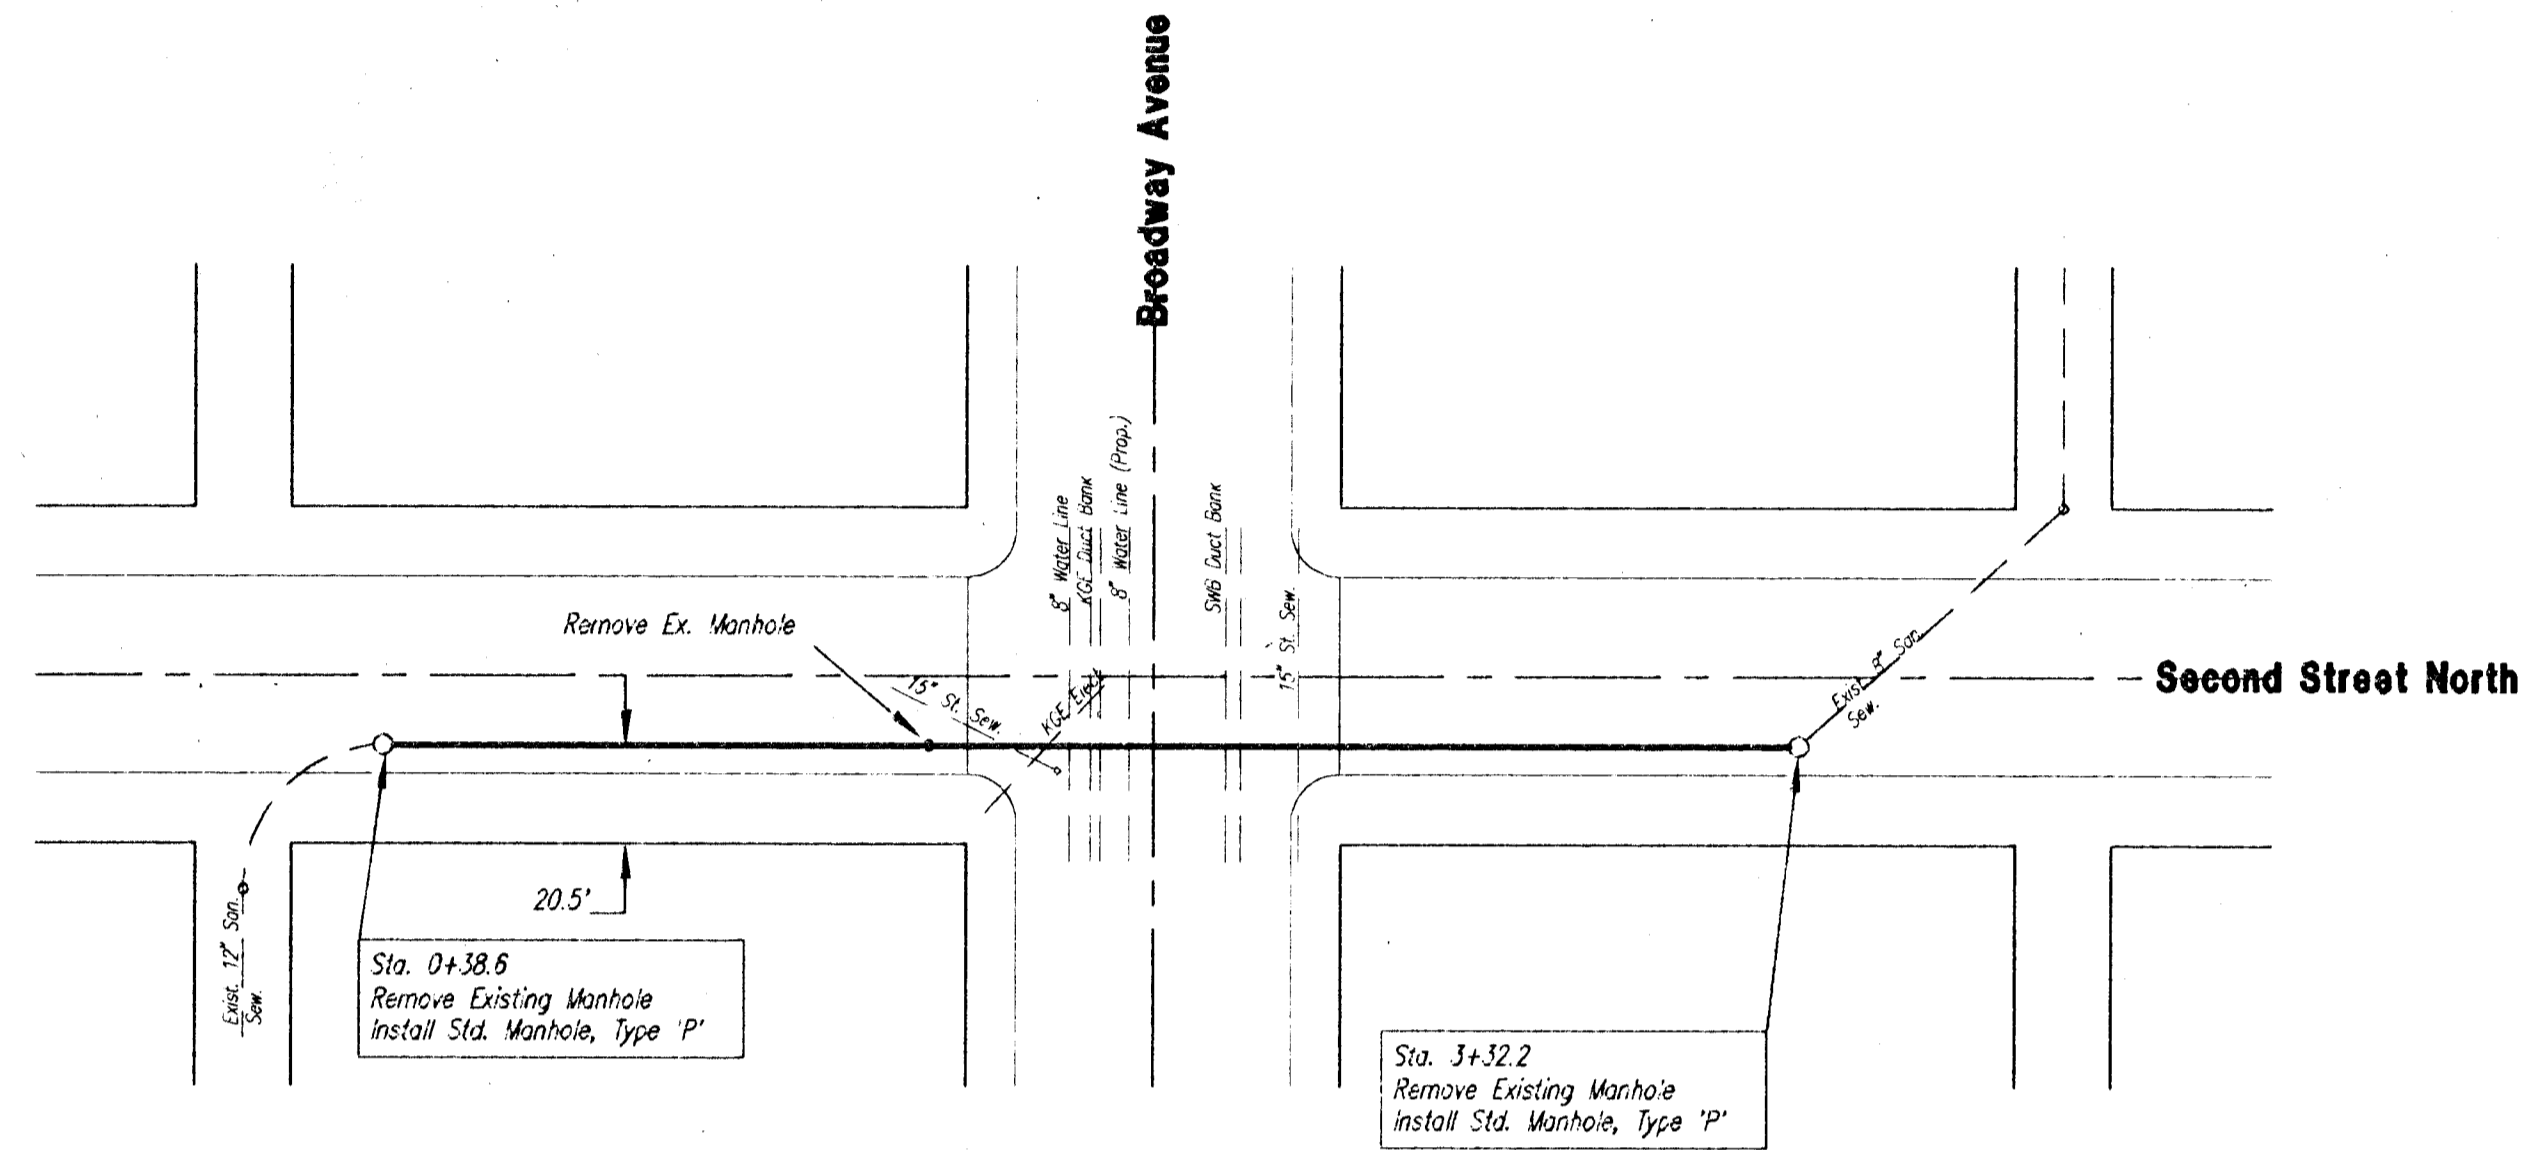 Broadway Avenue
8" Water Line
KGE Duct Bank
8" Water Line (Prop.)
SWB Duct Bank
15" St. Sew.
Remove Ex. Manhole
15" St. Sew.
KGE Elect.
Exist. 8" San.
Sew.
Second Street North
20.5'
Exist. 12" San.
Sew.
Sta. 0+38.6
Remove Existing Manhole
Install Std. Manhole, Type 'P'
Sta. 3+32.2
Remove Existing Manhole
Install Std. Manhole, Type 'P'